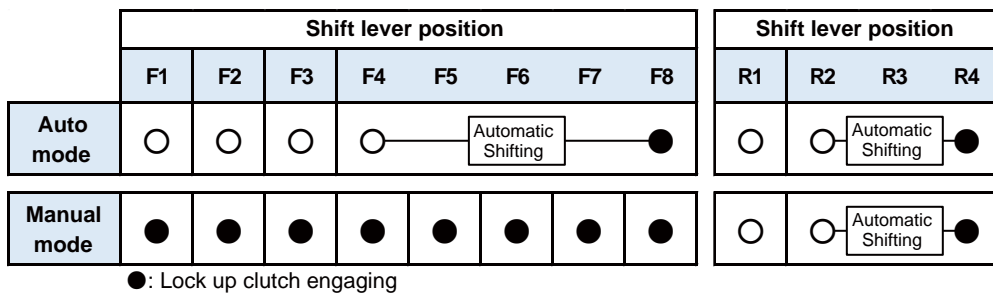 Shift lever position Shift lever position
F1 F2 F3 F4 F5 F6 F7 F8 R1 R2 R3 R4
Auto
mode
Automatic
Shifting
Automatic
Shifting
Manual
mode
Automatic
Shifting
●: Lock up clutch engaging